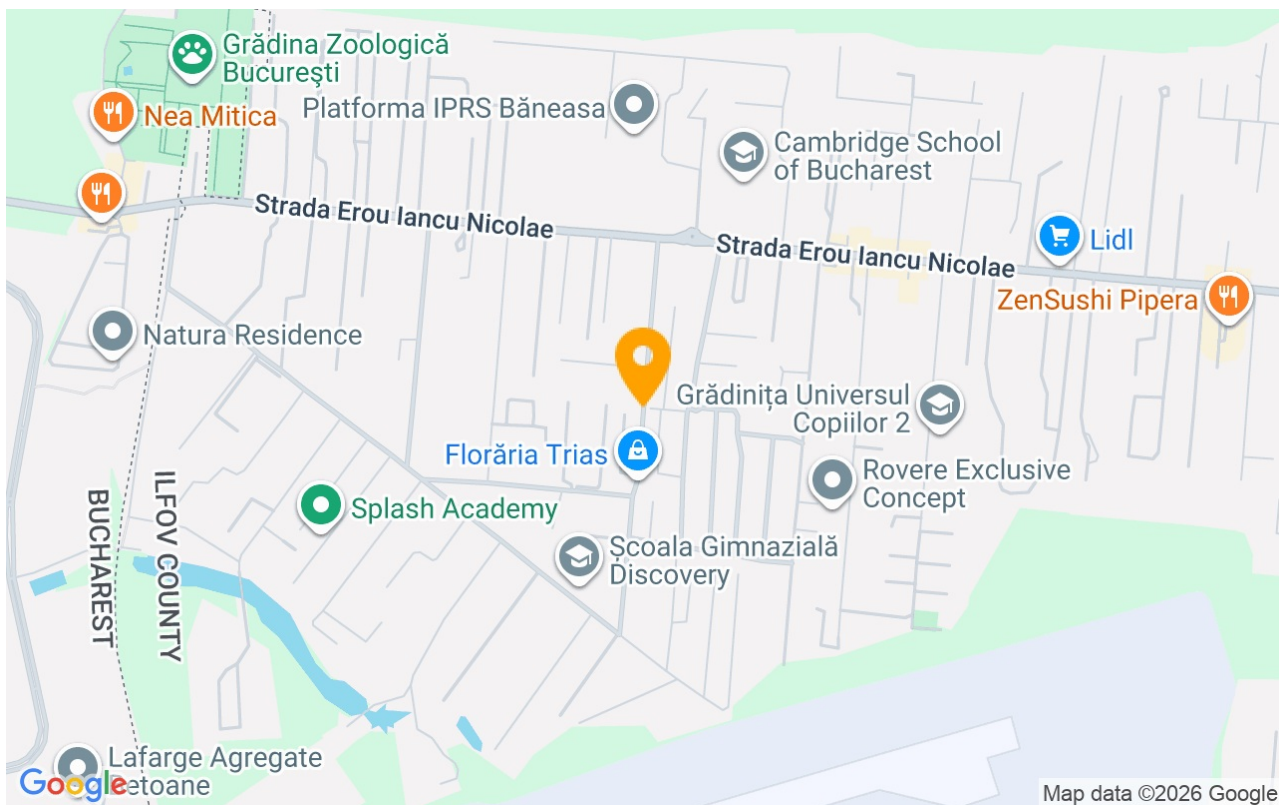 Grădina Zoologică
București
Nea Mitica
Platforma IPRS Băneasa
Cambridge School
of Bucharest
Strada Erou Iancu Nicolae
Strada Erou Iancu Nicolae
Lidl
ZenSushi Pipera
Natura Residence
Grădinița Universul
Copiilor 2
Florăria Trias
Rovere Exclusive
Concept
Splash Academy
Școala Gimnazială
Discovery
BUCHAREST
ILFOV COUNTY
Lafarge Agregate
Betoane
Google
Map data ©2026 Google